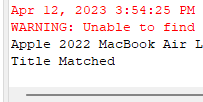 Apr 12, 2023 3:54:25 PM
WARNING: Unable to find
Apple 2022 MacBook Air L
Title Matched